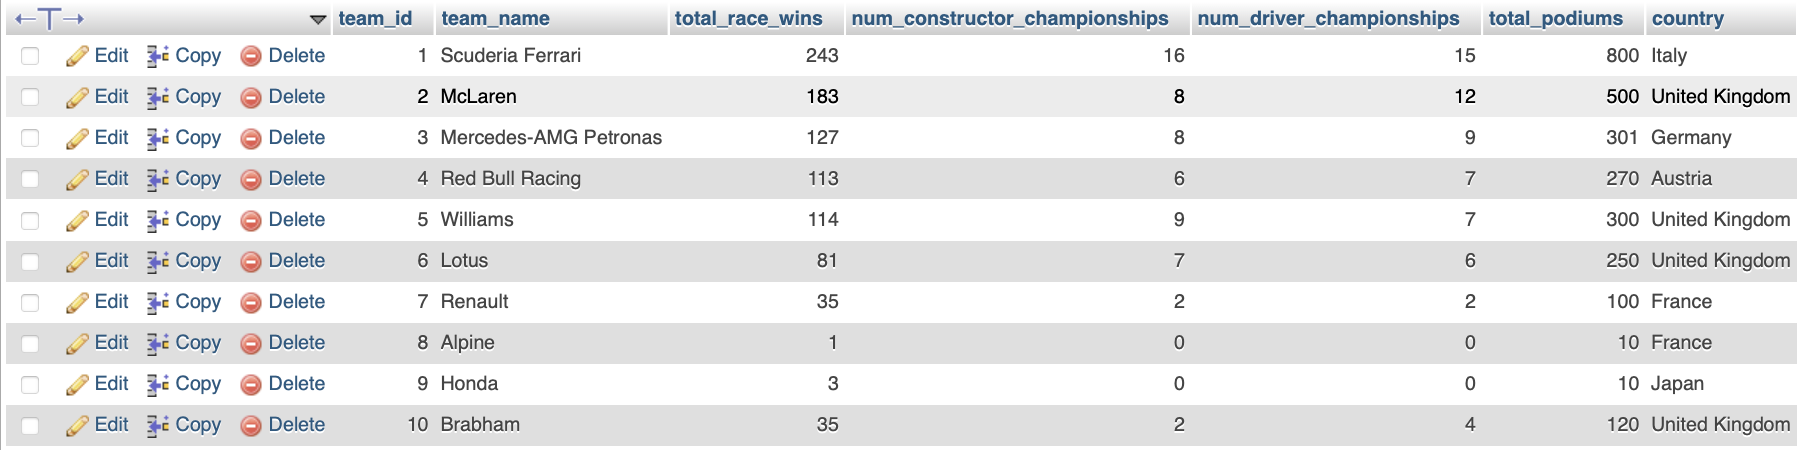 team_id team_name total_race_wins num_constructor_championships num_driver_championships total_podiums country
Edit Copy Delete 1 Scuderia Ferrari 243 16 15 800 Italy
Edit Copy Delete 2 McLaren 183 8 12 500 United Kingdom
Edit Copy Delete 3 Mercedes-AMG Petronas 127 8 9 301 Germany
Edit Copy Delete 4 Red Bull Racing 113 6 7 270 Austria
Edit Copy Delete 5 Williams 114 9 7 300 United Kingdom
Edit Copy Delete 6 Lotus 81 7 6 250 United Kingdom
Edit Copy Delete 7 Renault 35 2 2 100 France
Edit Copy Delete 8 Alpine 1 0 0 10 France
Edit Copy Delete 9 Honda 3 0 0 10 Japan
Edit Copy Delete 10 Brabham 35 2 4 120 United Kingdom